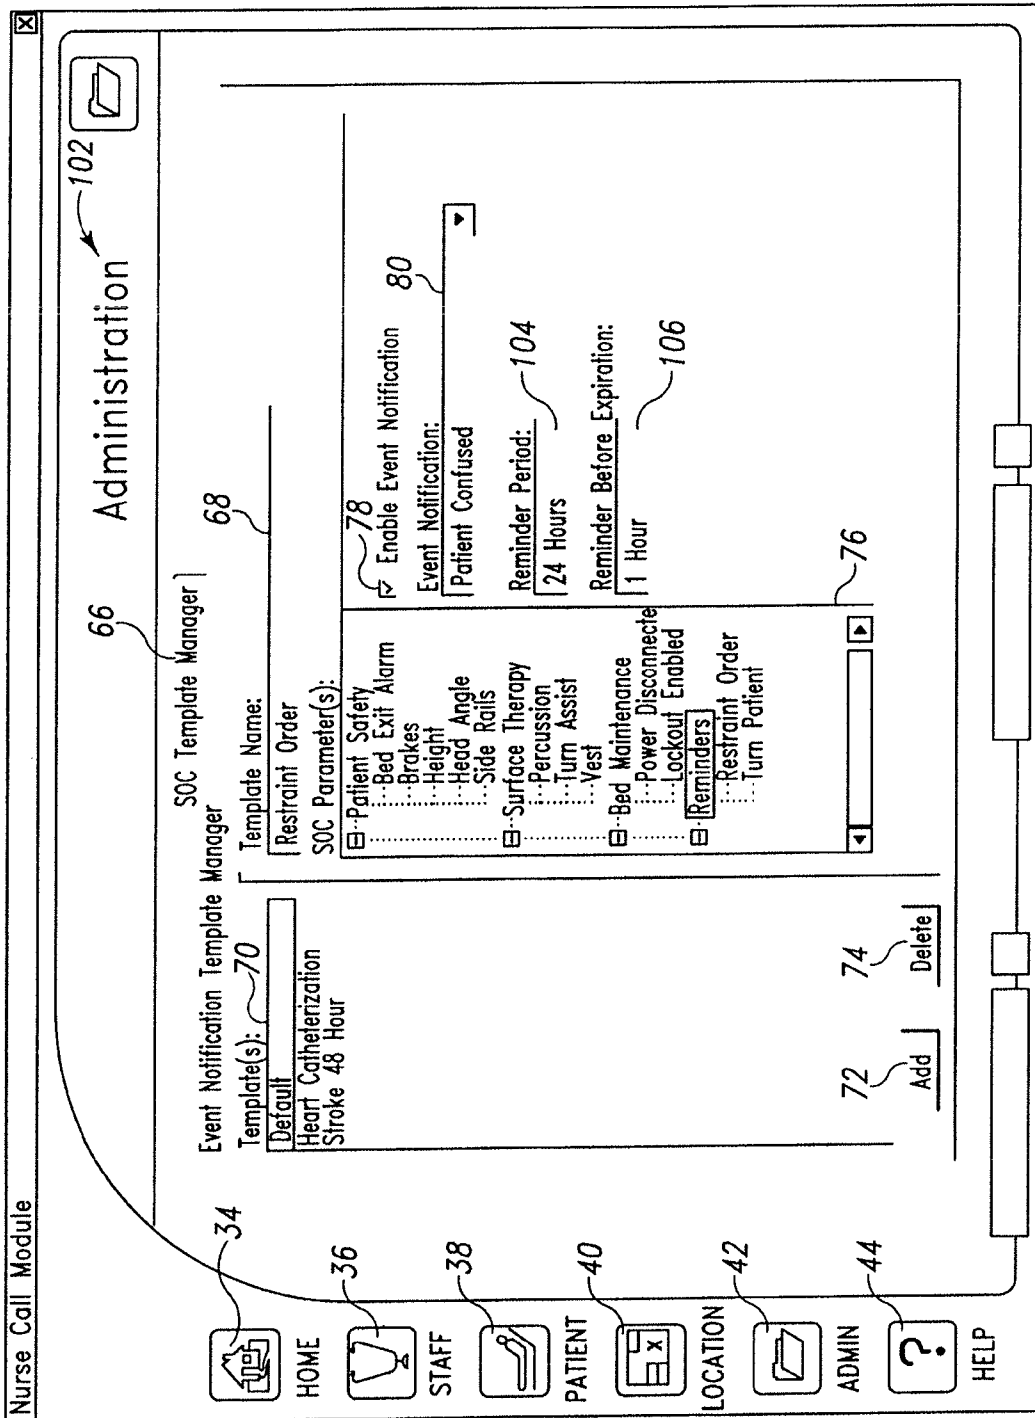 Nurse Call Module
X
Administration
102
66
SOC Template Manager
Event Notification Template Manager
Template(s):
70
Default
Heart Catheterization
Stroke 48 Hour
72
Add
74
Delete
Template Name:
68
Restraint Order
SOC Parameter(s):
Patient Safety
Bed Exit Alarm
Brakes
Height
Head Angle
Side Rails
Surface Therapy
Percussion
Turn Assist
Vest
Bed Maintenance
Power Disconnecte
Lockout Enabled
Reminders
Restraint Order
Turn Patient
76
78
Enable Event Notification
Event Notification:
80
Patient Confused
Reminder Period:
104
24 Hours
Reminder Before Expiration:
106
1 Hour
34
HOME
36
STAFF
38
PATIENT
40
X
LOCATION
42
ADMIN
44
?
HELP